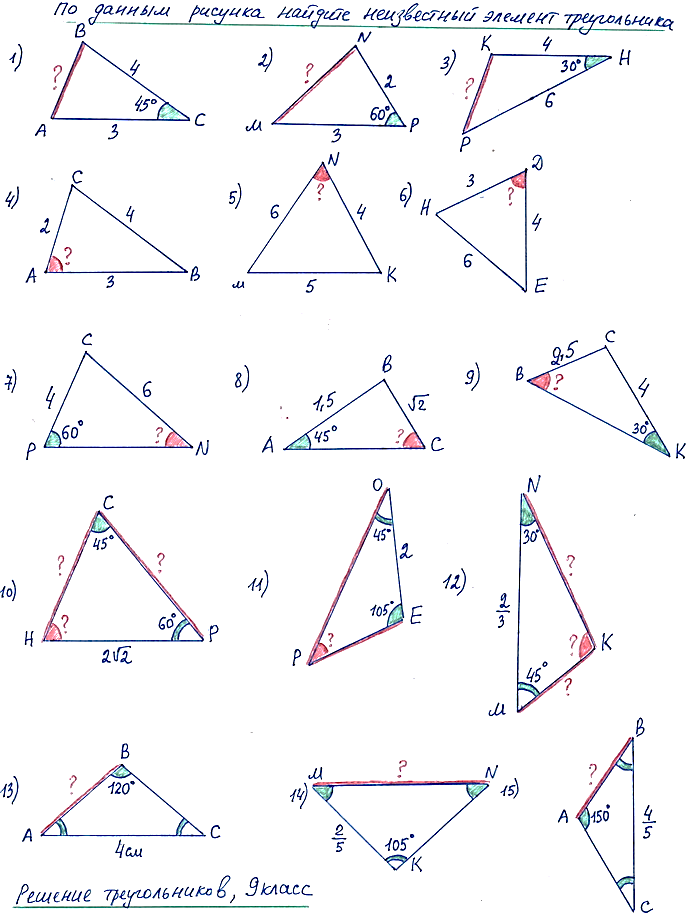 По данным рисунка найдите неизвестный элемент треугольника
1) B ? 4 45° A 3 C
2) N ? 2 60° M 3 P
3) K 4 H 30° ? 6 P
4) C 2 4 A ? 3 B
5) N ? 6 4 M 5 K
6) D 3 ? H 4 6 E
7) C 4 6 P 60° ? N
8) B 1,5 √2 A 45° ? C
9) C 2,5 B ? 4 30° K
10) C 45° ? ? H ? 60° P 2√2
11) O 45° 2 105° E P ?
12) N 30° ? 2/3 ? K 45° M ?
13) B ? 120° A C 4см
14) M ? N 2/5 105° K
15) B ? A 150° 4/5 C
Решение треугольников, 9класс